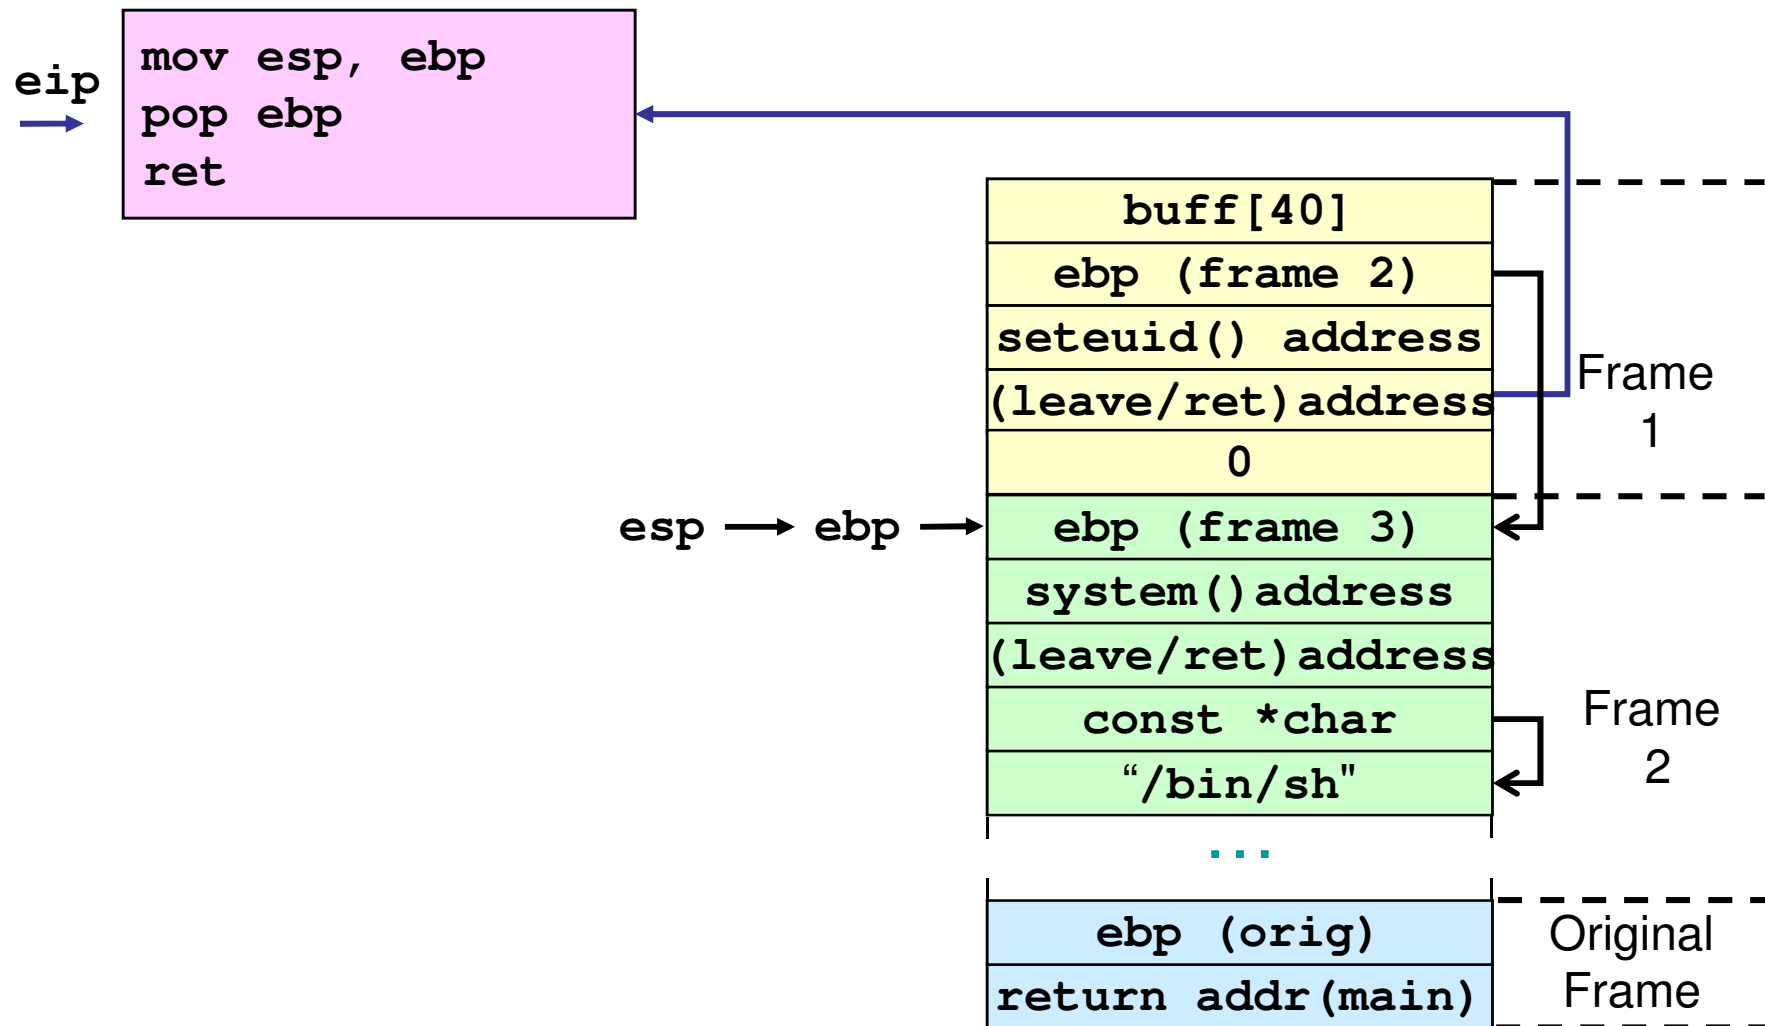 eip
mov esp, ebp
pop ebp
ret
buff[40]
ebp (frame 2)
seteuid() address
(leave/ret)address
0
Frame
1
esp
ebp
ebp (frame 3)
system()address
(leave/ret)address
const *char
“/bin/sh"
Frame
2
...
ebp (orig)
return addr(main)
Original
Frame